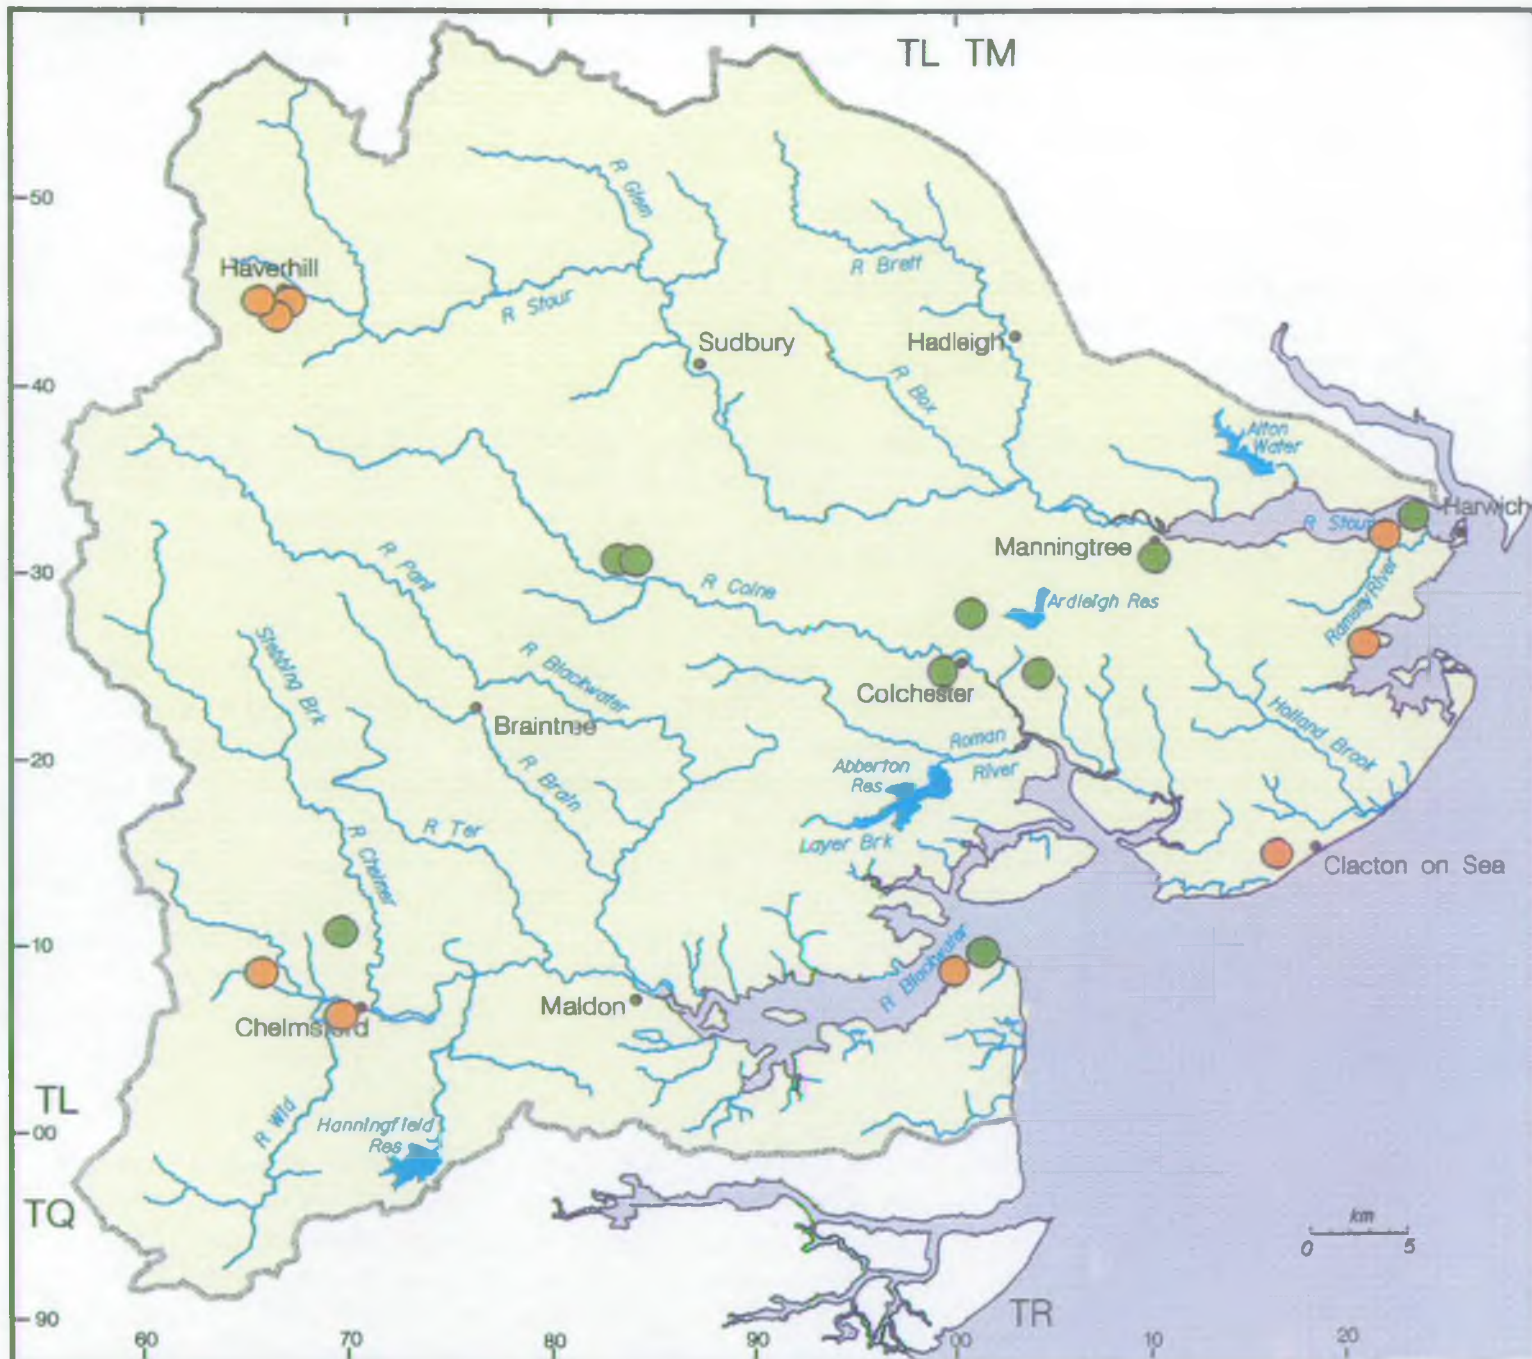 TL TM
50
R Glem
R Brett
Haverhill
R Stour
Sudbury
Hadleigh
40
R Box
Alton
Water
Harwich
R Stour
Manningtree
30
R Pant
R Colne
Ardleigh Res
Ramsey River
Stebbing Brk
R Blackwater
Colchester
Braintree
Holland Brook
Roman
River
20
Abberton
Res
R Brain
R Ter
Layer Brk
R Chelmer
Clacton on Sea
10
R Blackwater
Maldon
Chelmsford
TL
R Wid
Hanningfield
Res
00
TQ
km
0 5
TR
90
60 70 80 90 00 10 20